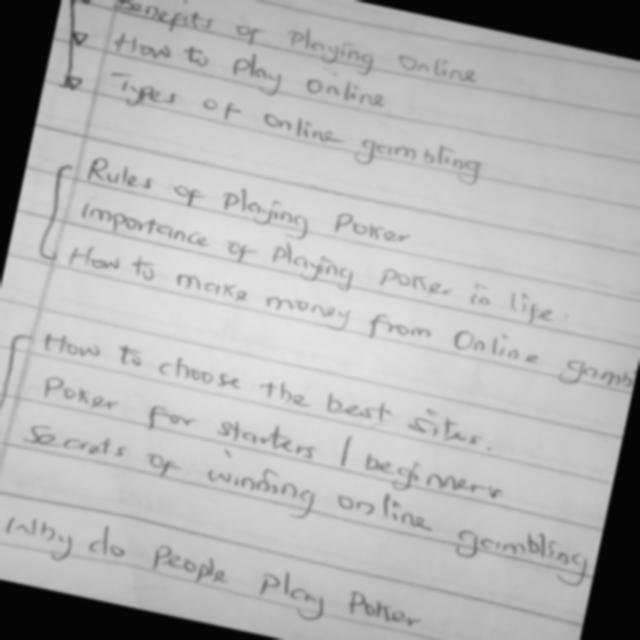 Benefits of Playing Online
How to play online
Types of online gambling
Rules of playing Poker
importance of playing poker in life.
How to make money from Online gamb
How to choose the best sites.
Poker for starters / beginners
Secrets of winning online gambling
Why do people play Poker